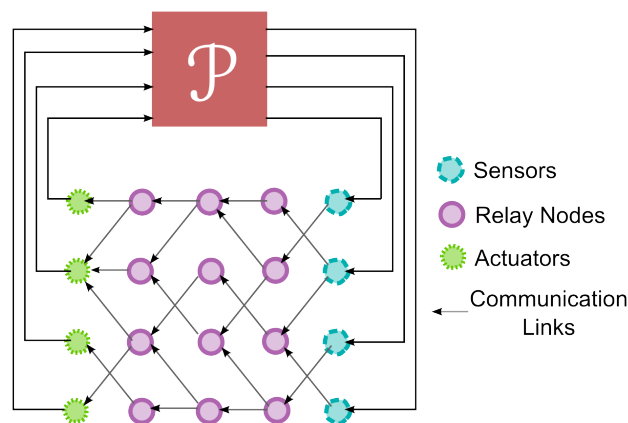 𝒫
Sensors
Relay Nodes
Actuators
Communication
Links